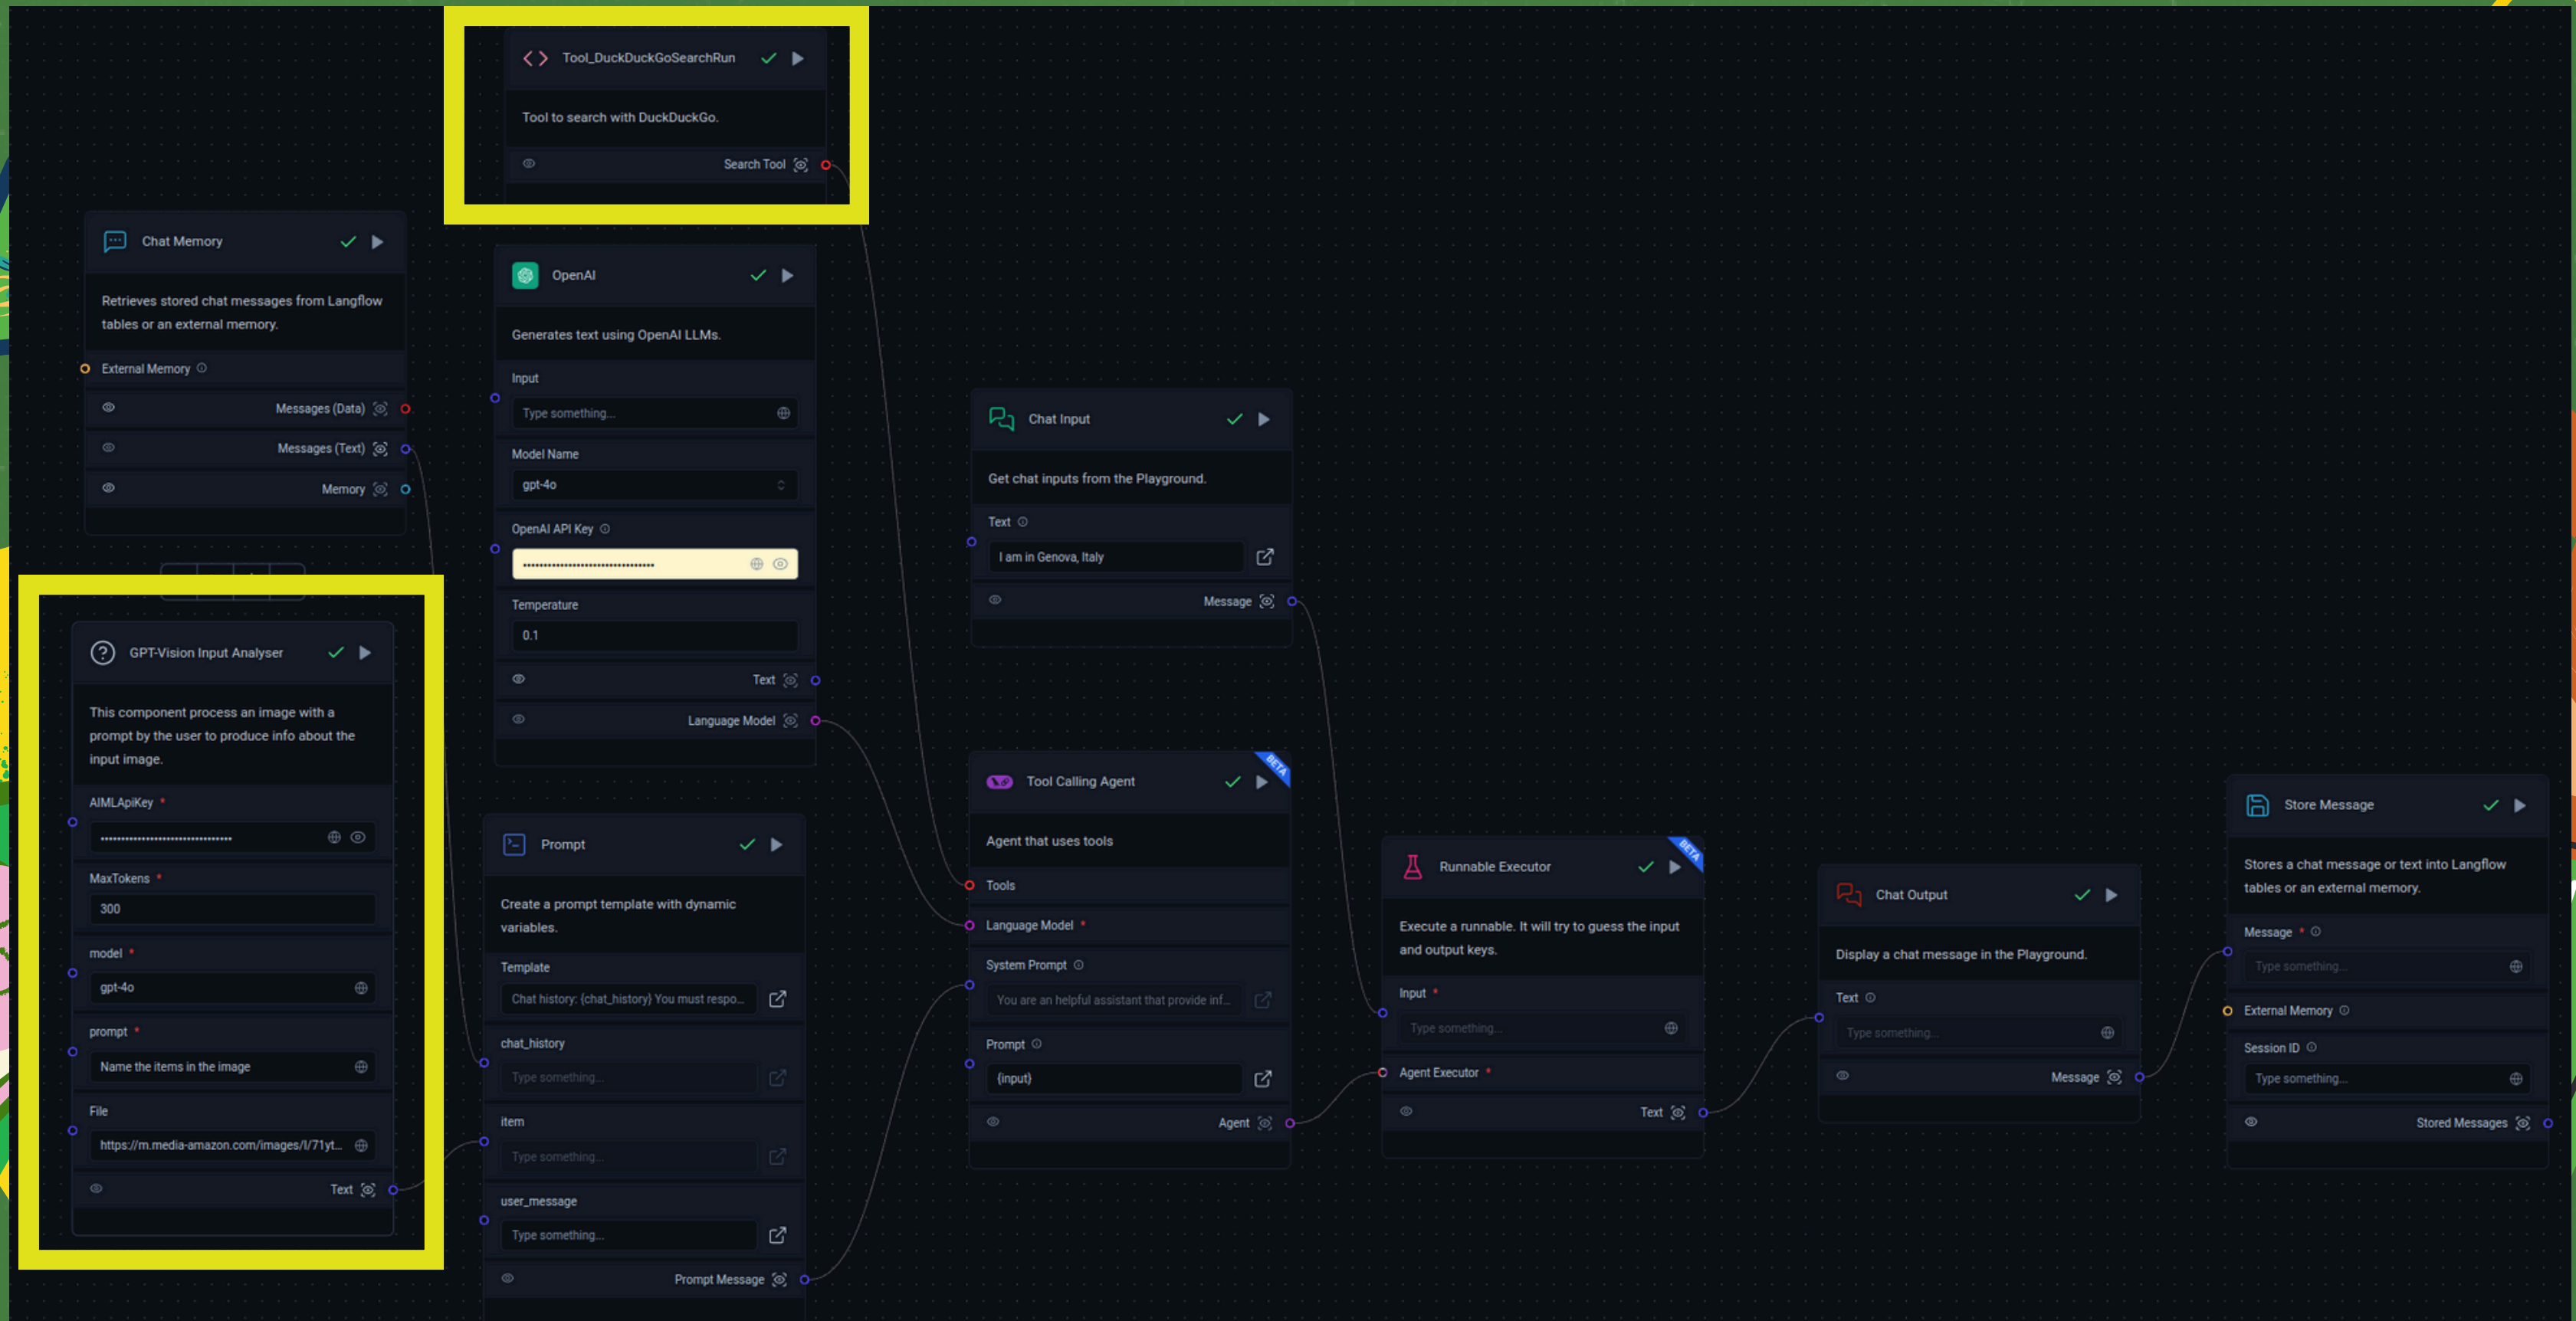 Tool_DuckDuckGoSearchRun
Tool to search with DuckDuckGo.
Search Tool
Chat Memory
Retrieves stored chat messages from Langflow
tables or an external memory.
External Memory
Messages (Data)
Messages (Text)
Memory
GPT-Vision Input Analyser
This component process an image with a
prompt by the user to produce info about the
input image.
AIMLApiKey *
••••••••••••••••••••••••••••••••
MaxTokens *
300
model *
gpt-4o
prompt *
Name the items in the image
File
https://m.media-amazon.com/images/I/71yt...
Text
OpenAI
Generates text using OpenAI LLMs.
Input
Type something...
Model Name
gpt-4o
OpenAI API Key
••••••••••••••••••••••••••••••••
Temperature
0.1
Text
Language Model
Prompt
Create a prompt template with dynamic
variables.
Template
Chat history: {chat_history} You must respo...
chat_history
Type something...
item
Type something...
user_message
Type something...
Prompt Message
Chat Input
Get chat inputs from the Playground.
Text
I am in Genova, Italy
Message
BETA
Tool Calling Agent
Agent that uses tools
Tools
Language Model *
System Prompt
You are an helpful assistant that provide inf...
Prompt
{input}
Agent
BETA
Runnable Executor
Execute a runnable. It will try to guess the input
and output keys.
Input *
Type something...
Agent Executor *
Text
Chat Output
Display a chat message in the Playground.
Text
Type something...
Message
Store Message
Stores a chat message or text into Langflow
tables or an external memory.
Message *
Type something...
External Memory
Session ID
Type something...
Stored Messages